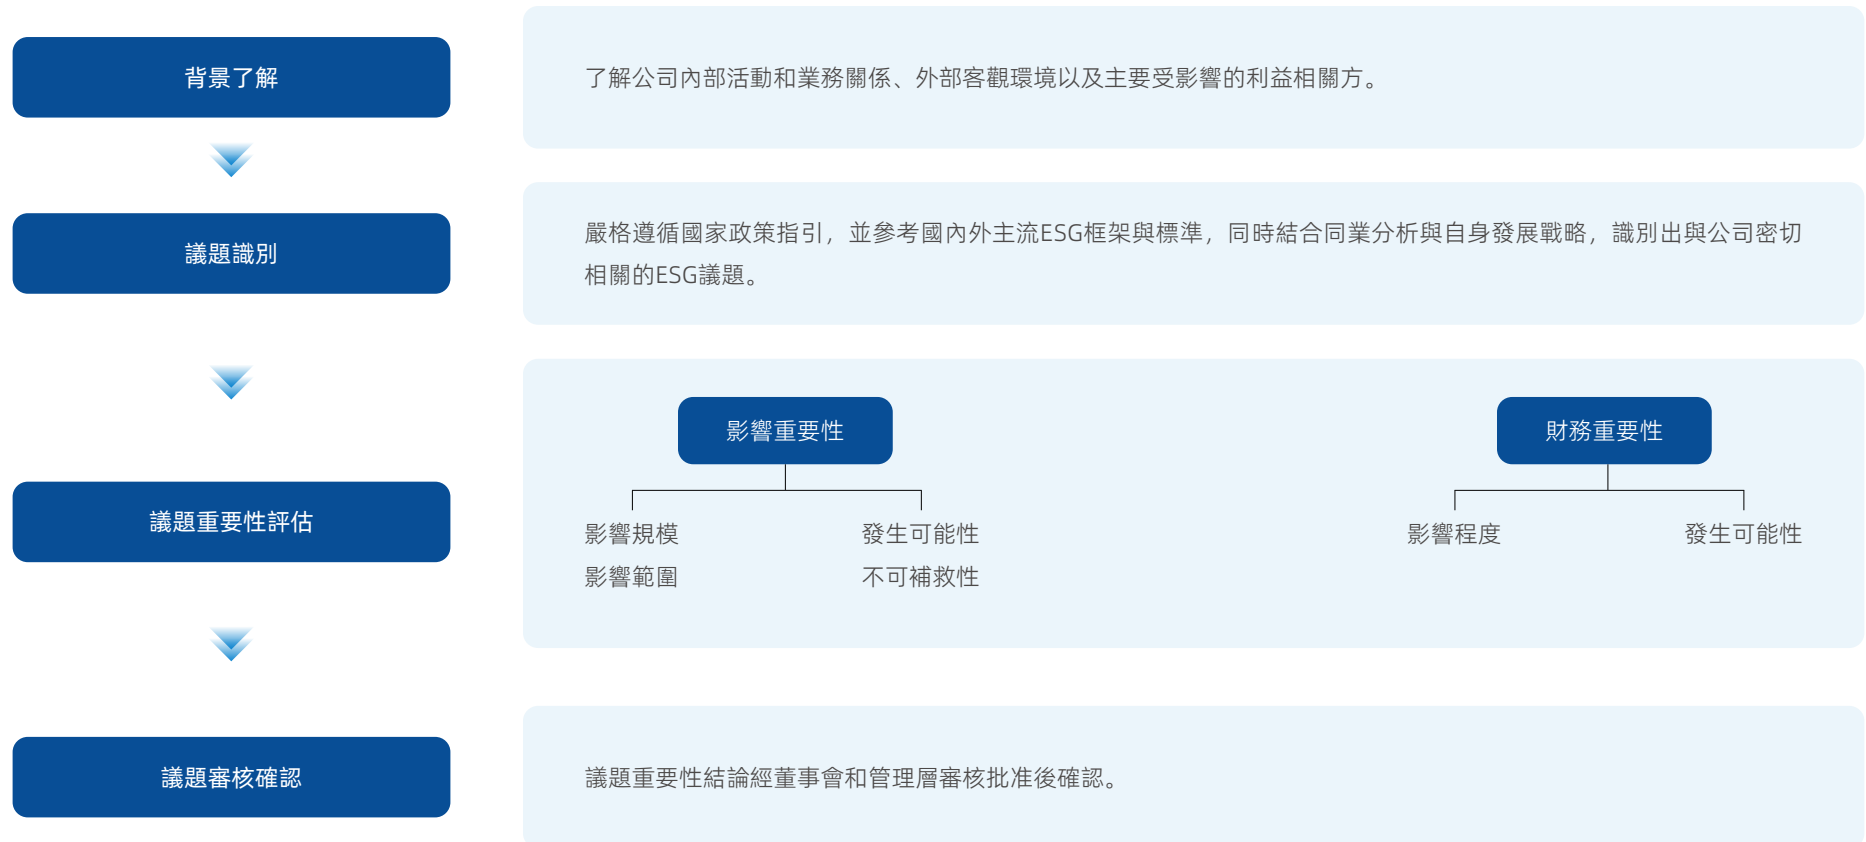 背景了解
了解公司內部活動和業務關係、外部客觀環境以及主要受影響的利益相關方。
議題識別
嚴格遵循國家政策指引，並參考國內外主流ESG框架與標準，同時結合同業分析與自身發展戰略，識別出與公司密切
相關的ESG議題。
議題重要性評估
影響重要性
財務重要性
影響規模
發生可能性
影響程度
發生可能性
影響範圍
不可補救性
議題審核確認
議題重要性結論經董事會和管理層審核批准後確認。